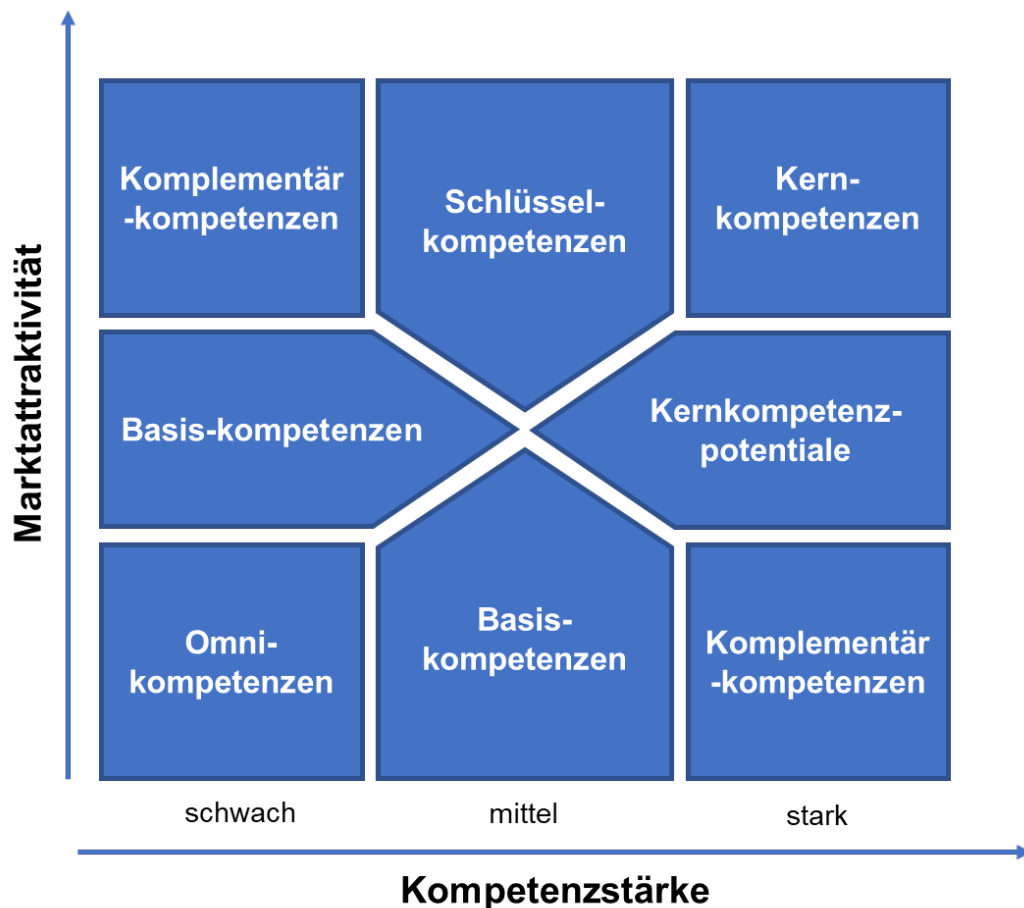 Marktattraktivität
Komplementär
-kompetenzen
Schlüssel-
kompetenzen
Kern-
kompetenzen
Basis-kompetenzen
Kernkompetenz-
potentiale
Omni-
kompetenzen
Basis-
kompetenzen
Komplementär
-kompetenzen
schwach
mittel
stark
Kompetenzstärke